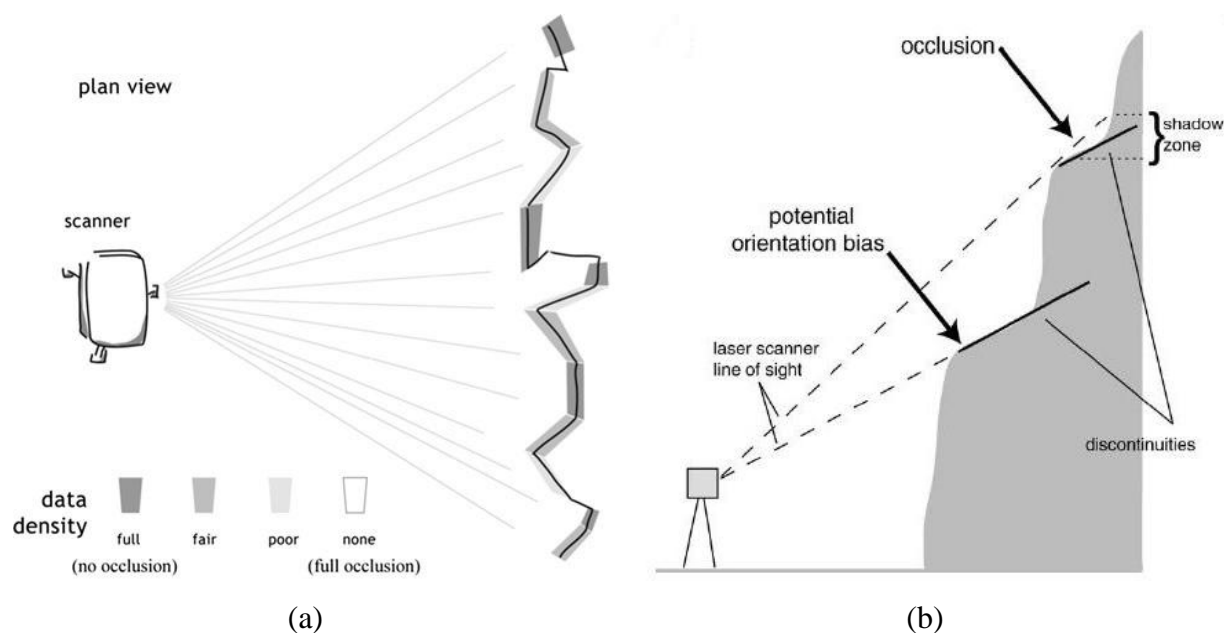 plan view
scanner
data
density
full
fair
poor
none
(no occlusion)
(full occlusion)
(a)
occlusion
shadow
zone
potential
orientation bias
laser scanner
line of sight
discontinuities
(b)